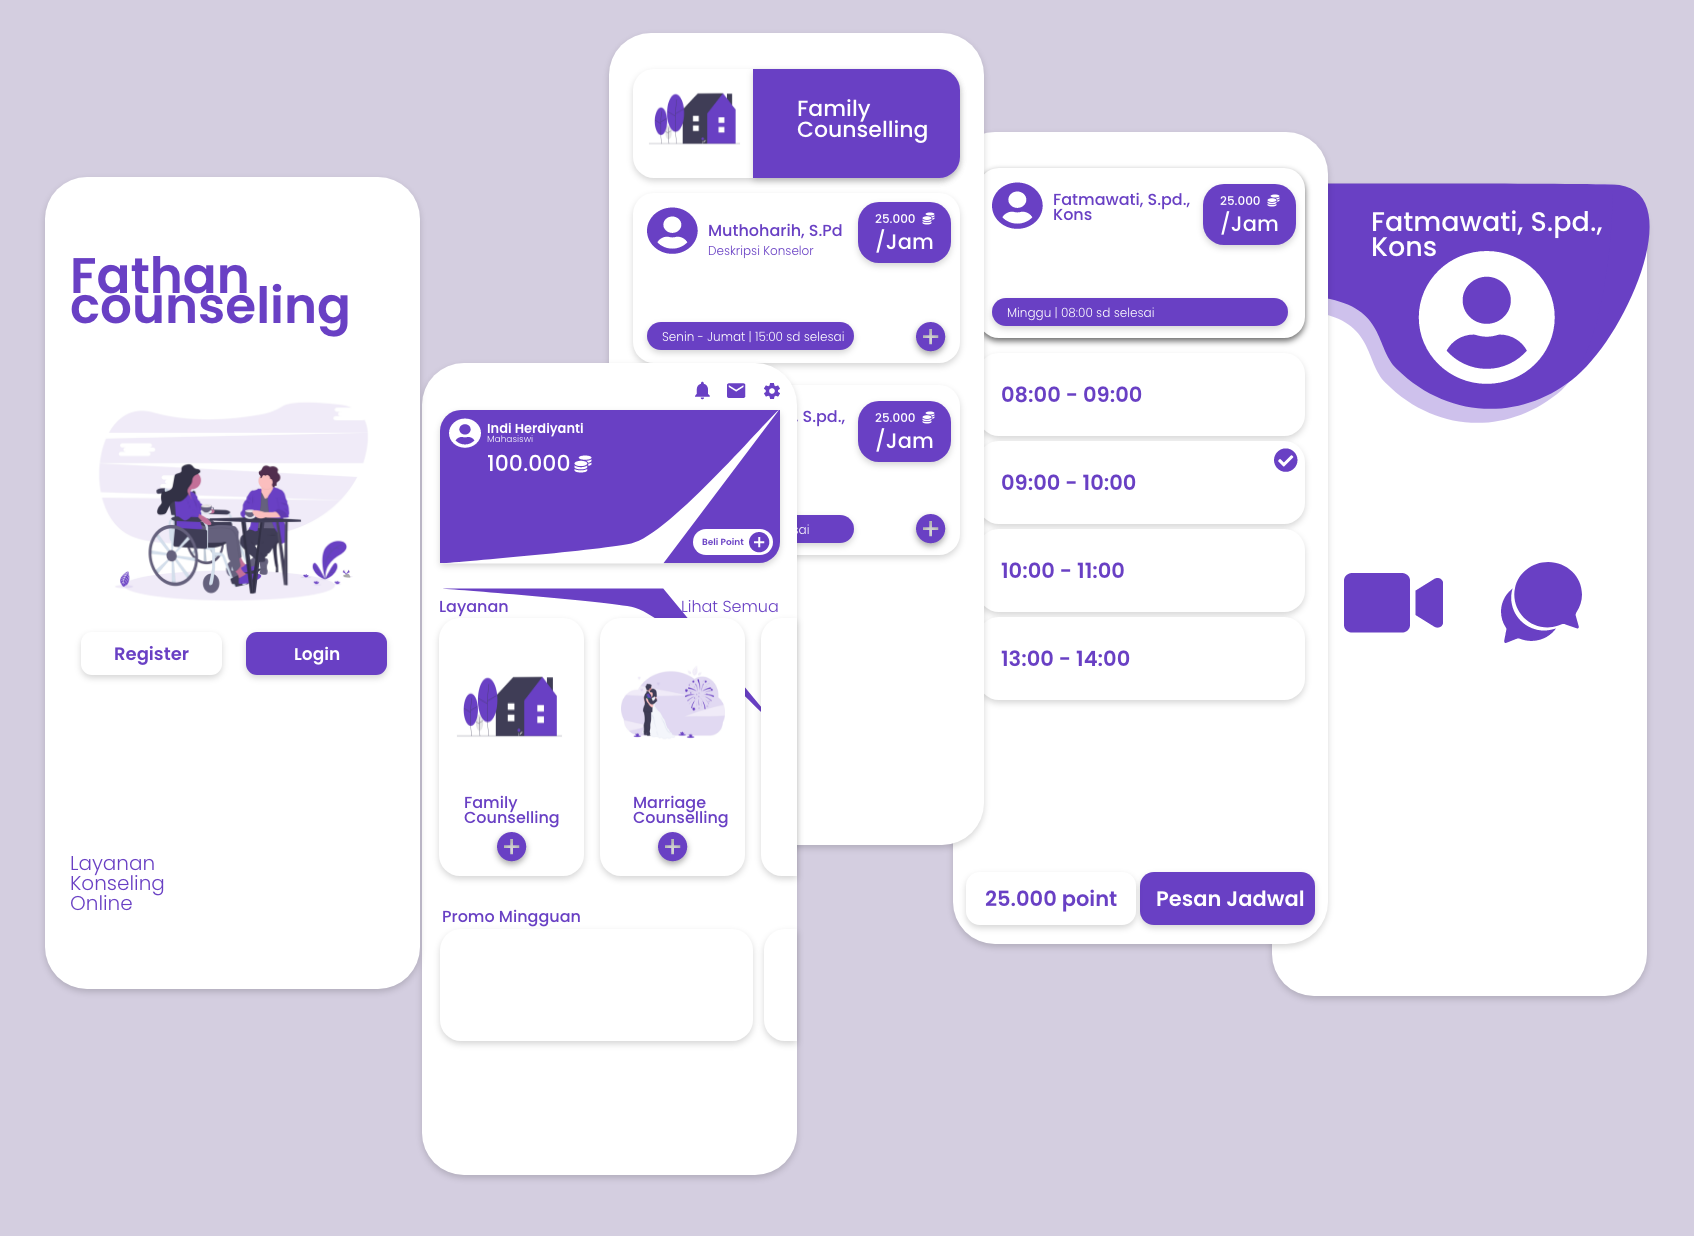 Fathan
counseling
Register
Login
Layanan
Konseling
Online
Indi Herdiyanti
Mahasiswi
100.000
Beli Point
Layanan
Lihat Semua
Family
Counselling
Marriage
Counselling
Promo Mingguan
Family
Counselling
Muthoharih, S.Pd
Deskripsi Konselor
25.000
/Jam
Senin - Jumat | 15:00 sd selesai
S.pd.,
25.000
/Jam
sai
Fatmawati, S.pd.,
Kons
25.000
/Jam
Minggu | 08:00 sd selesai
08:00 - 09:00
09:00 - 10:00
10:00 - 11:00
13:00 - 14:00
25.000 point
Pesan Jadwal
Fatmawati, S.pd.,
Kons